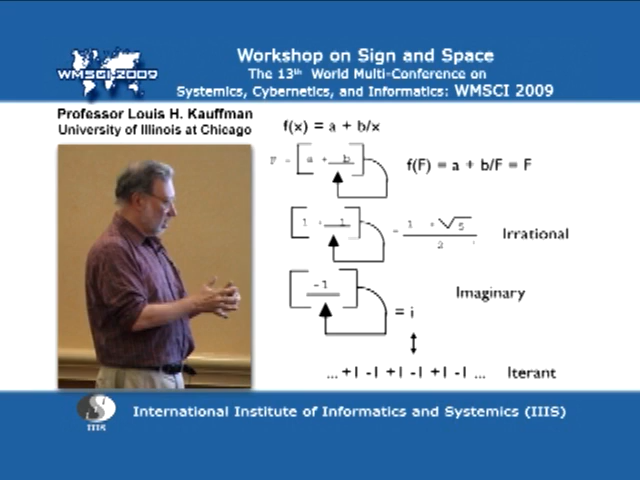 WMSCI 2009
Workshop on Sign and Space
The 13th World Multi-Conference on
Systemics, Cybernetics, and Informatics: WMSCI 2009
Professor Louis H. Kauffman
University of Illinois at Chicago
f(x) = a + b/x
F = [ a + b ]
f(F) = a + b/F = F
[ 1 + 1 ] = 1 + √5 / 2
Irrational
[ -1 ] = i
Imaginary
... +1 -1 +1 -1 +1 -1 ...
Iterant
IIIS
International Institute of Informatics and Systemics (IIIS)